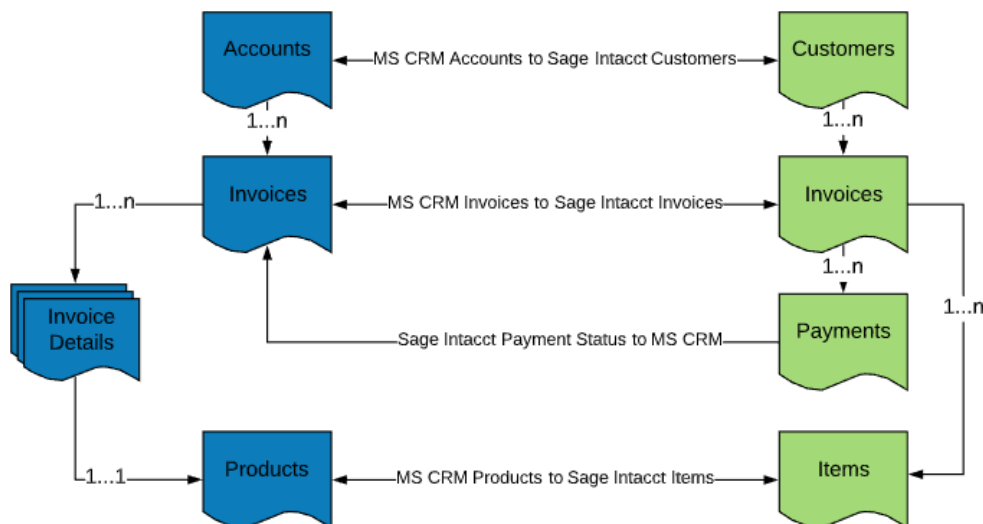 Accounts
MS CRM Accounts to Sage Intacct Customers
Customers
1...n
1...n
Invoices
MS CRM Invoices to Sage Intacct Invoices
Invoices
1...n
1...n
1...n
Invoice
Details
Sage Intacct Payment Status to MS CRM
Payments
Products
MS CRM Products to Sage Intacct Items
Items
1...1